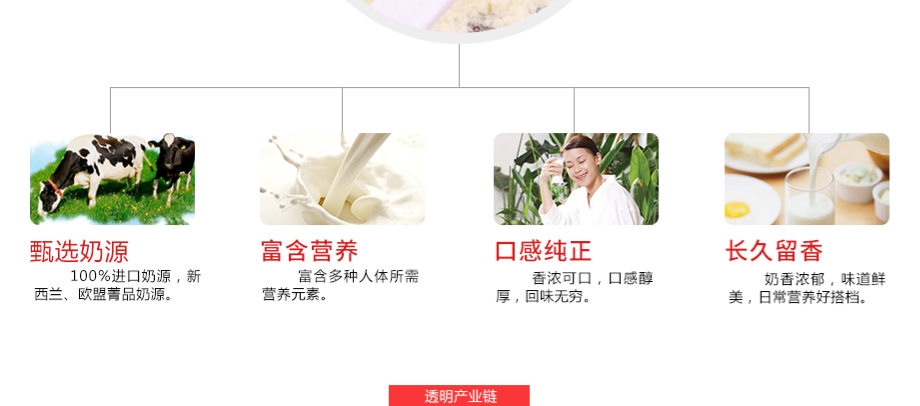 甄选奶源
100%进口奶源，新
西兰、欧盟菁品奶源。
富含营养
富含多种人体所需
营养元素。
口感纯正
香浓可口，口感醇
厚，回味无穷。
长久留香
奶香浓郁，味道鲜
美，日常营养好搭档。
透明产业链